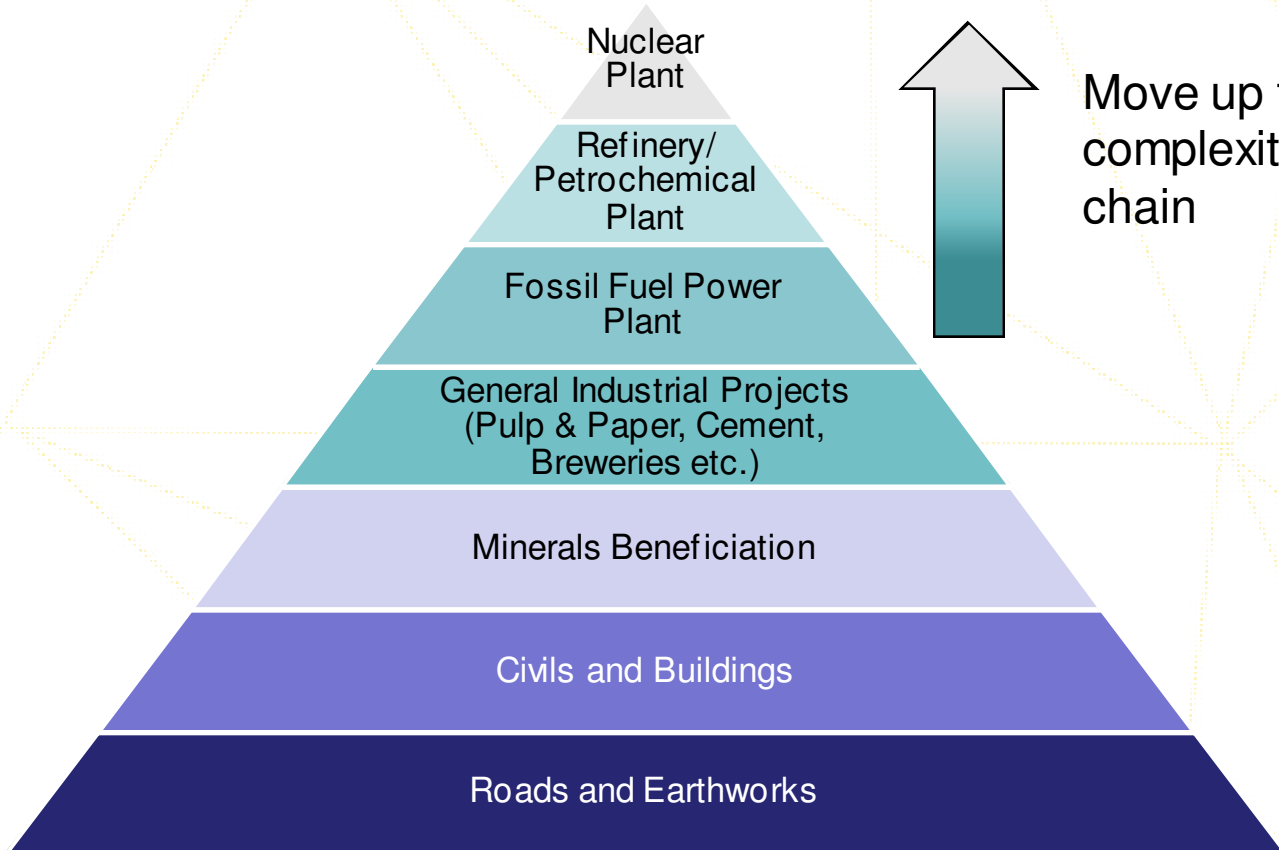 Nuclear
Plant
Move up
complexit
chain
Refinery/
Petrochemical
Plant
Fossil Fuel Power
Plant
General Industrial Projects
(Pulp & Paper, Cement,
Breweries etc.)
Minerals Beneficiation
Civils and Buildings
Roads and Earthworks